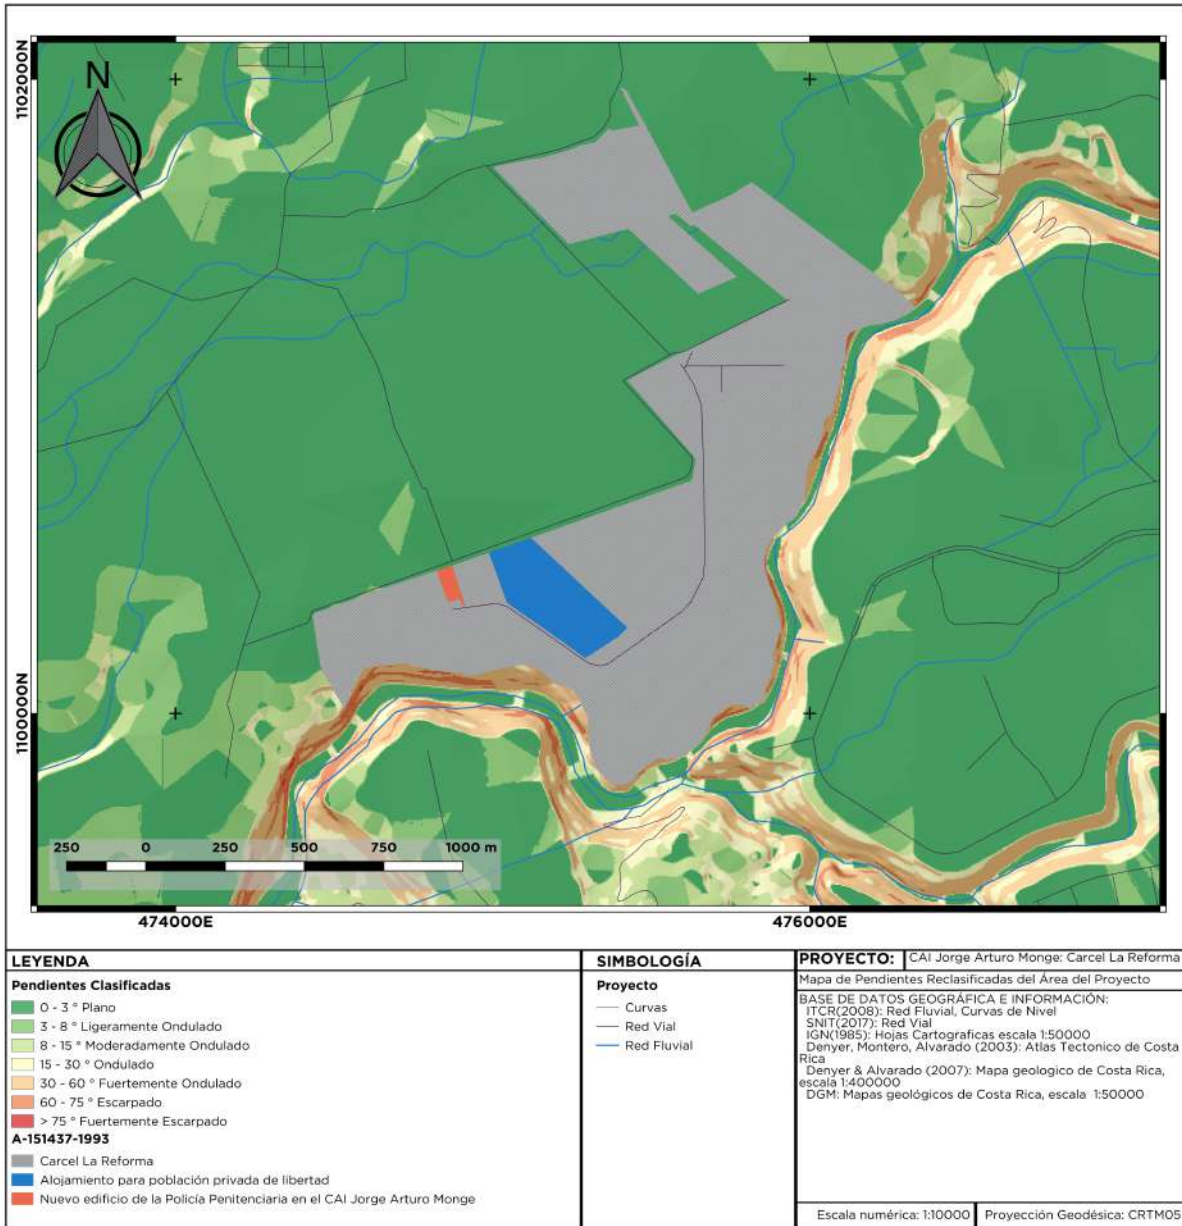 N
1102000N
1100000N
250 0 250 500 750 1000 m
474000E 476000E
LEYENDA
Pendientes Clasificadas
0 - 3 ° Plano
3 - 8 ° Ligeramente Ondulado
8 - 15 ° Moderadamente Ondulado
15 - 30 ° Ondulado
30 - 60 ° Fuertemente Ondulado
60 - 75 ° Escarpado
> 75 ° Fuertemente Escarpado
A-151437-1993
Carcel La Reforma
Alojamiento para población privada de libertad
Nuevo edificio de la Policía Penitenciaria en el CAI Jorge Arturo Monge
SIMBOLOGÍA
Proyecto
Curvas
Red Vial
Red Fluvial
PROYECTO: CAI Jorge Arturo Monge: Carcel La Reforma
Mapa de Pendientes Reclasificadas del Área del Proyecto
BASE DE DATOS GEOGRÁFICA E INFORMACIÓN:
ITCR(2008): Red Fluvial, Curvas de Nivel
SNIT(2017): Red Vial
IGN(1985): Hojas Cartograficas escala 1:50000
Denyer, Montero, Alvarado (2003): Atlas Tectonico de Costa
Rica
Denyer & Alvarado (2007): Mapa geologico de Costa Rica,
escala 1:400000
DGM: Mapas geológicos de Costa Rica, escala 1:50000
Escala numérica: 1:10000 Proyección Geodésica: CRTM05